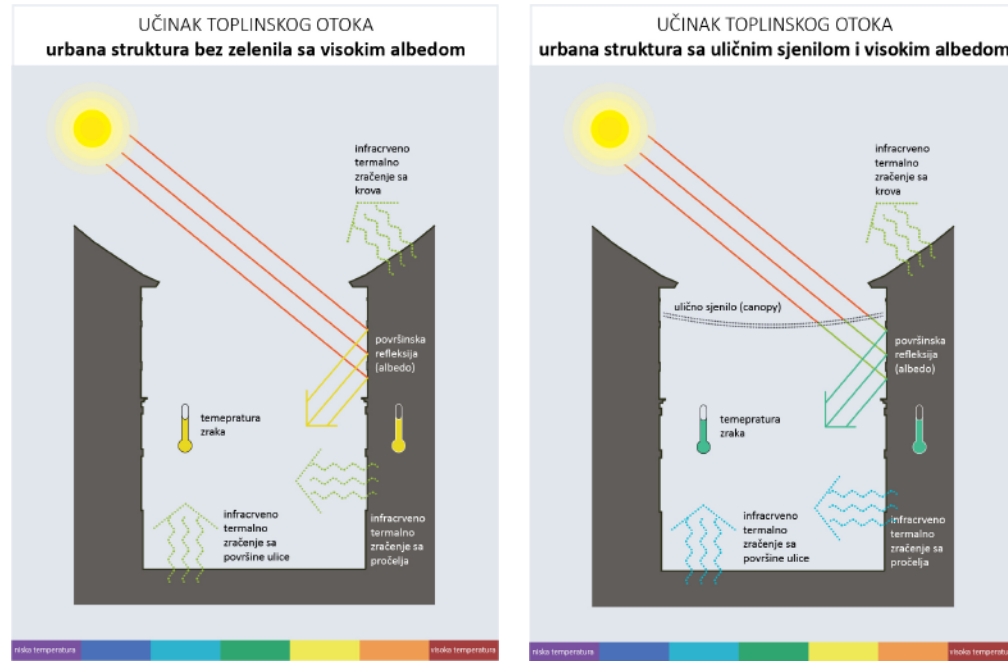 UČINAK TOPLINSKOG OTOKA
urbana struktura bez zelenila sa visokim albedom
infracrveno
termalno
zračenje sa
krova
površinska
refleksija
(albedo)
temepratura
zraka
infracrveno
termalno
zračenje sa
površine ulice
infracrveno
termalno
zračenje sa
pročelja
niska temperatura
visoka temperatura
UČINAK TOPLINSKOG OTOKA
urbana struktura sa uličnim sjenilom i visokim albedom
infracrveno
termalno
zračenje sa
krova
ulično sjenilo (canopy)
površinska
refleksija
(albedo)
temepratura
zraka
infracrveno
termalno
zračenje sa
površine ulice
infracrveno
termalno
zračenje sa
pročelja
niska temperatura
visoka temperatura